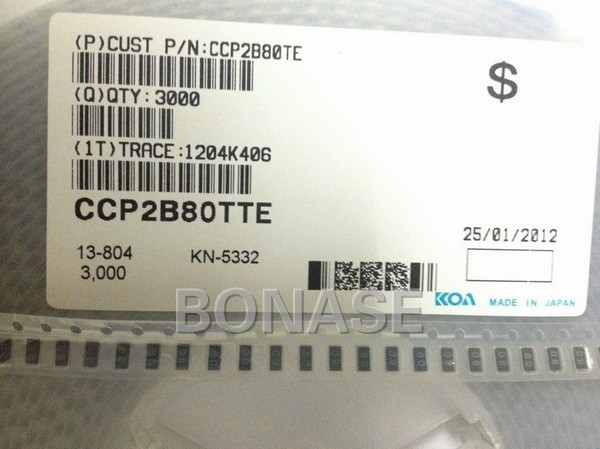 (P)CUST P/N:CCP2B80TE
$
(Q)QTY:3000
(1T)TRACE:1204K406
CCP2B80TTE
25/01/2012
13-804 KN-5332
3,000
KOA MADE IN JAPAN
BONASE